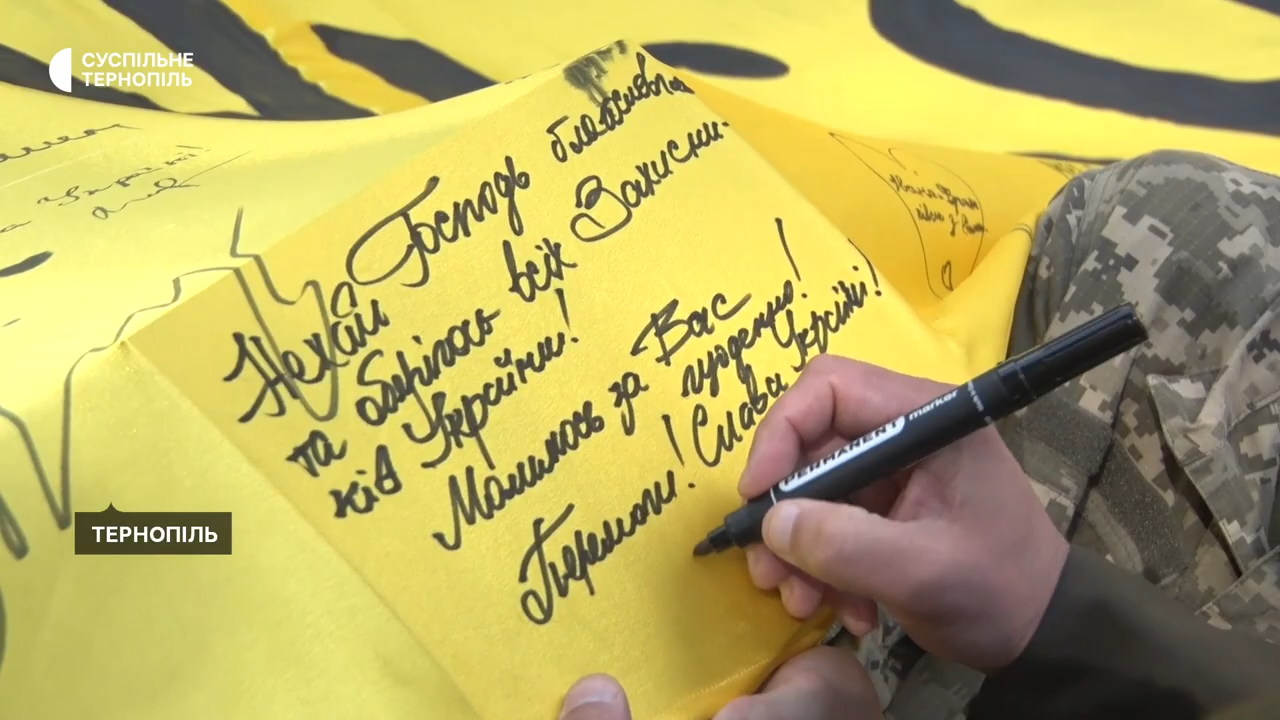 СУСПІЛЬНЕ
ТЕРНОПІЛЬ
Нехай Господь благословля
та оберігає всіх Захисни-
ків України!
Молимось за Вас
щоденно!
Перемоги! Слава Україні!
PERMANENT marker
ТЕРНОПІЛЬ